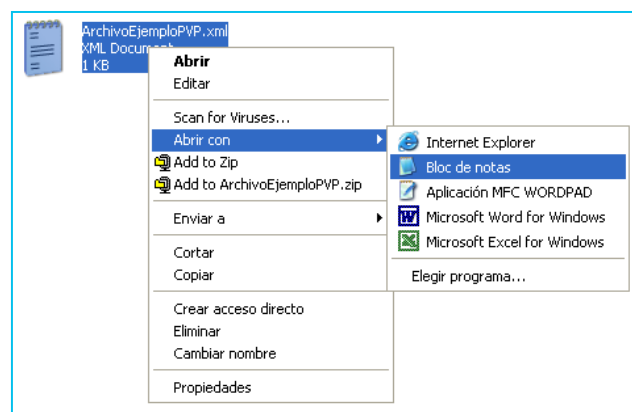 ArchivoEjemploPVP.xml
XML Document
1 KB
Abrir
Editar
Scan for Viruses...
Abrir con
Add to Zip
Add to ArchivoEjemploPVP.zip
Enviar a
Cortar
Copiar
Crear acceso directo
Eliminar
Cambiar nombre
Propiedades
Internet Explorer
Bloc de notas
Aplicación MFC WORDPAD
Microsoft Word for Windows
Microsoft Excel for Windows
Elegir programa...